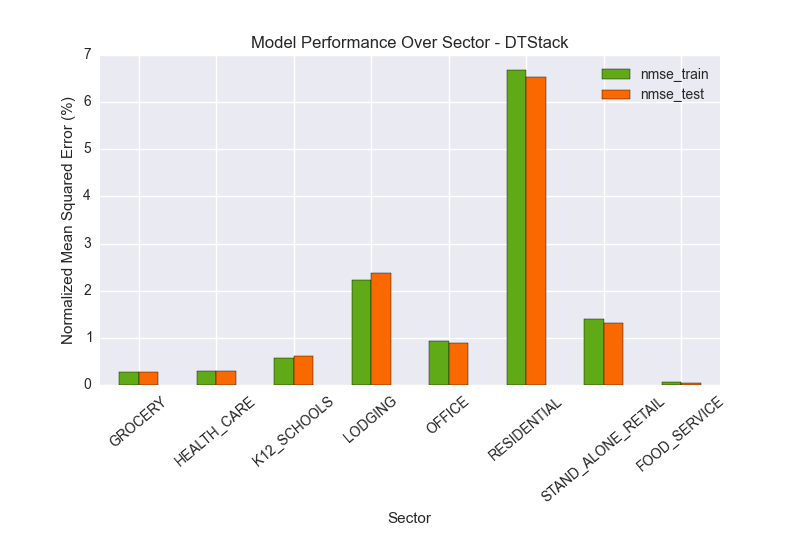 Model Performance Over Sector - DTStack
nmse_train
nmse_test
Normalized Mean Squared Error (%)
7
6
5
4
3
2
1
0
GROCERY
HEALTH_CARE
K12_SCHOOLS
LODGING
OFFICE
RESIDENTIAL
STAND_ALONE_RETAIL
FOOD_SERVICE
Sector